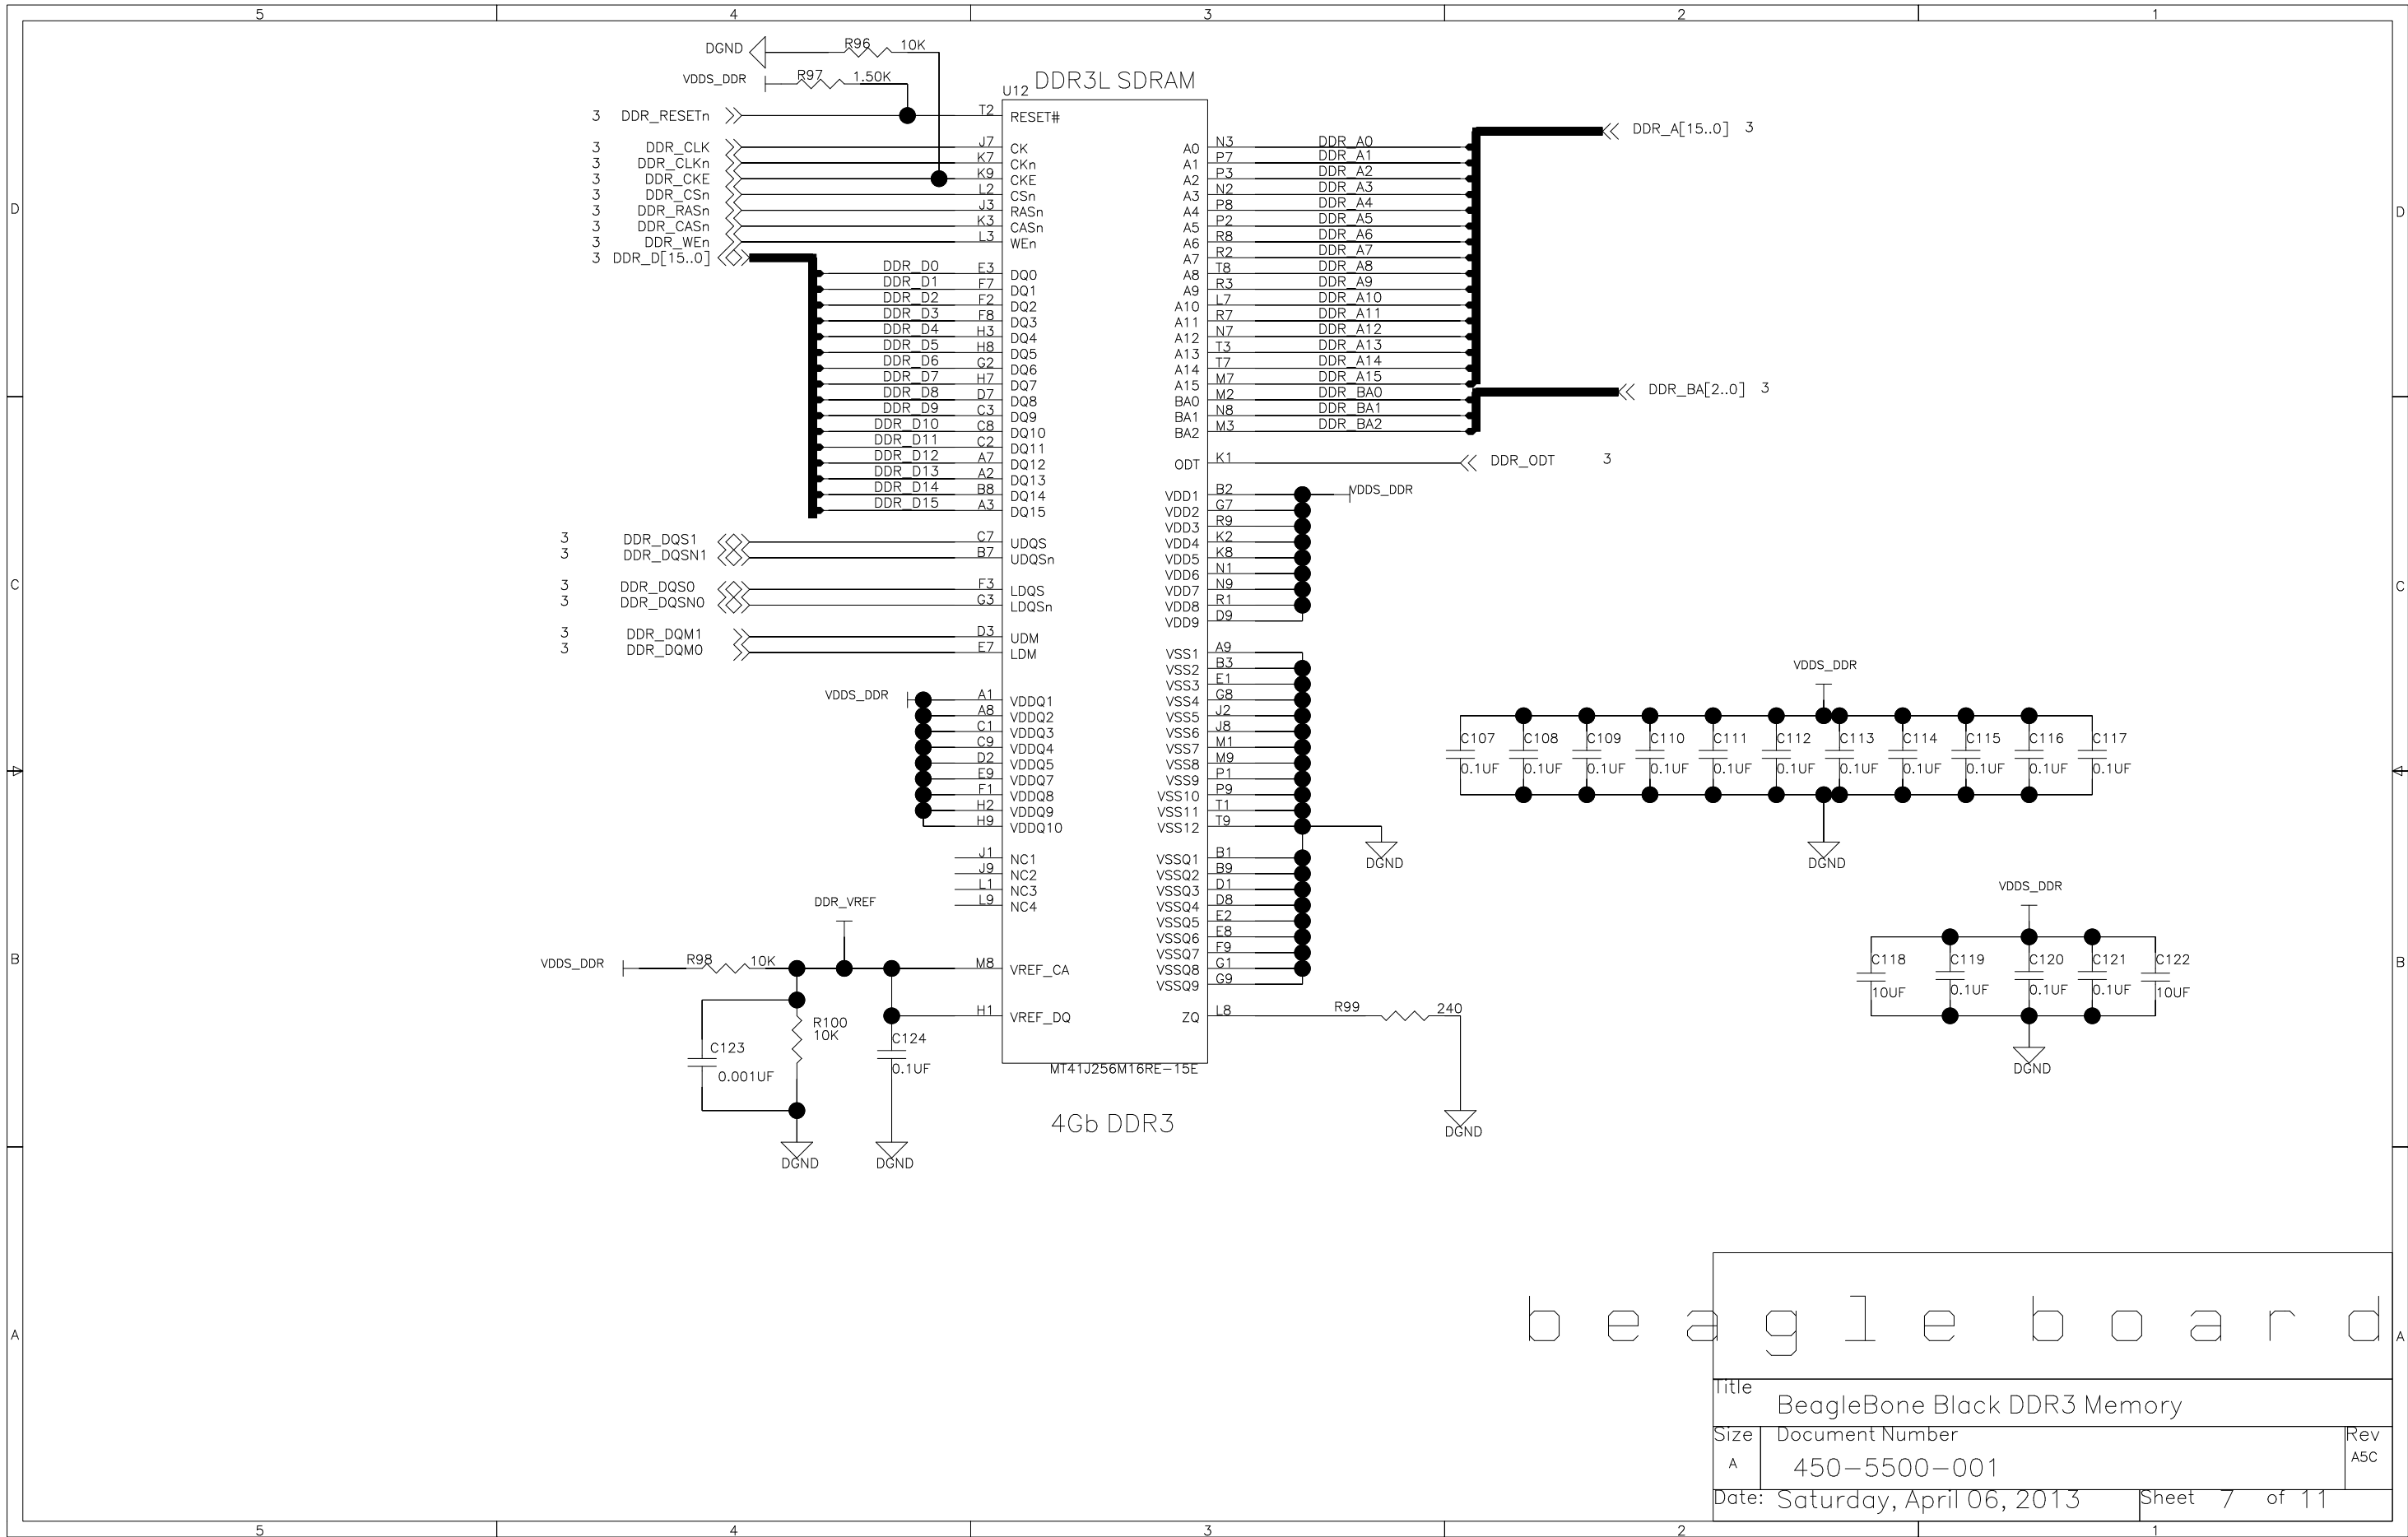 5 4 3 2 1
D D
C C
B B
A A
5 4 3 2 1
DGND R96 10K
VDDS_DDR R97 1.50K
DDR3L SDRAM
U12
3 DDR_RESETn T2 RESET#
3 DDR_CLK J7 CK
3 DDR_CLKn K7 CKn
3 DDR_CKE K9 CKE
3 DDR_CSn L2 CSn
3 DDR_RASn J3 RASn
3 DDR_CASn K3 CASn
3 DDR_WEn L3 WEn
3 DDR_D[15..0]
DDR_D0 E3 DQ0
DDR_D1 F7 DQ1
DDR_D2 F2 DQ2
DDR_D3 F8 DQ3
DDR_D4 H3 DQ4
DDR_D5 H8 DQ5
DDR_D6 G2 DQ6
DDR_D7 H7 DQ7
DDR_D8 D7 DQ8
DDR_D9 C3 DQ9
DDR_D10 C8 DQ10
DDR_D11 C2 DQ11
DDR_D12 A7 DQ12
DDR_D13 A2 DQ13
DDR_D14 B8 DQ14
DDR_D15 A3 DQ15
3 DDR_DQS1 C7 UDQS
3 DDR_DQSN1 B7 UDQSn
3 DDR_DQS0 F3 LDQS
3 DDR_DQSN0 G3 LDQSn
3 DDR_DQM1 D3 UDM
3 DDR_DQM0 E7 LDM
VDDS_DDR A1 VDDQ1
A8 VDDQ2
C1 VDDQ3
C9 VDDQ4
D2 VDDQ5
E9 VDDQ7
F1 VDDQ8
H2 VDDQ9
H9 VDDQ10
J1 NC1
J9 NC2
L1 NC3
L9 NC4
DDR_VREF
VDDS_DDR R98 10K M8 VREF_CA
H1 VREF_DQ
R100
10K
C123
0.001UF
C124
0.1UF
DGND DGND
A0 N3 DDR_A0
A1 P7 DDR_A1
A2 P3 DDR_A2
A3 N2 DDR_A3
A4 P8 DDR_A4
A5 P2 DDR_A5
A6 R8 DDR_A6
A7 R2 DDR_A7
A8 T8 DDR_A8
A9 R3 DDR_A9
A10 L7 DDR_A10
A11 R7 DDR_A11
A12 N7 DDR_A12
A13 T3 DDR_A13
A14 T7 DDR_A14
A15 M7 DDR_A15
BA0 M2 DDR_BA0
BA1 N8 DDR_BA1
BA2 M3 DDR_BA2
DDR_A[15..0] 3
DDR_BA[2..0] 3
ODT K1 DDR_ODT 3
VDD1 B2 VDDS_DDR
VDD2 G7
VDD3 R9
VDD4 K2
VDD5 K8
VDD6 N1
VDD7 N9
VDD8 R1
VDD9 D9
VSS1 A9
VSS2 B3
VSS3 E1
VSS4 G8
VSS5 J2
VSS6 J8
VSS7 M1
VSS8 M9
VSS9 P1
VSS10 P9
VSS11 T1
VSS12 T9
DGND
VSSQ1 B1
VSSQ2 B9
VSSQ3 D1
VSSQ4 D8
VSSQ5 E2
VSSQ6 E8
VSSQ7 F9
VSSQ8 G1
VSSQ9 G9
ZQ L8 R99 240
DGND
MT41J256M16RE-15E
4Gb DDR3
VDDS_DDR
C107 C108 C109 C110 C111 C112 C113 C114 C115 C116 C117
0.1UF 0.1UF 0.1UF 0.1UF 0.1UF 0.1UF 0.1UF 0.1UF 0.1UF 0.1UF 0.1UF
DGND
VDDS_DDR
C118 C119 C120 C121 C122
10UF 0.1UF 0.1UF 0.1UF 10UF
DGND
beagle board
Title
BeagleBone Black DDR3 Memory
Size Document Number Rev
A 450-5500-001 A5C
Date: Saturday, April 06, 2013 Sheet 7 of 11